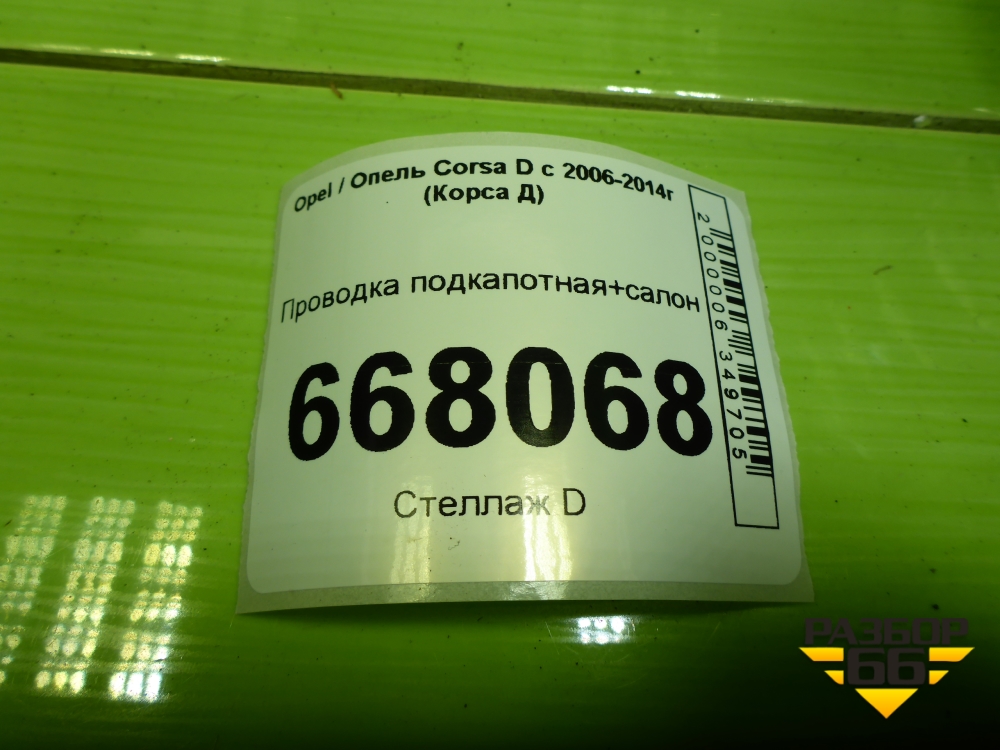 Opel / Опель Corsa D с 2006-2014г
(Корса Д)
Проводка подкапотная+салон
668068
Стеллаж D
2000006349705
РАЗБОР
66